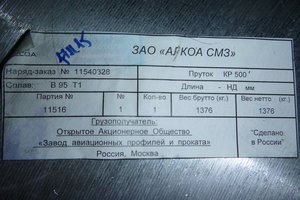 ЗАО «АЛКОА СМЗ»
Наряд-заказ № 11540328 Пруток КР 500
Сплав: В 95 Т1 Длина - НД мм
Партия № № Кол-во Вес брутто (кг) Вес нетто (кг)
11516 1 1 1376 1376
Грузополучатель:
Открытое Акционерное Общество
«Завод авиационных профилей и проката»
Россия, Москва
"Сделано
в России"